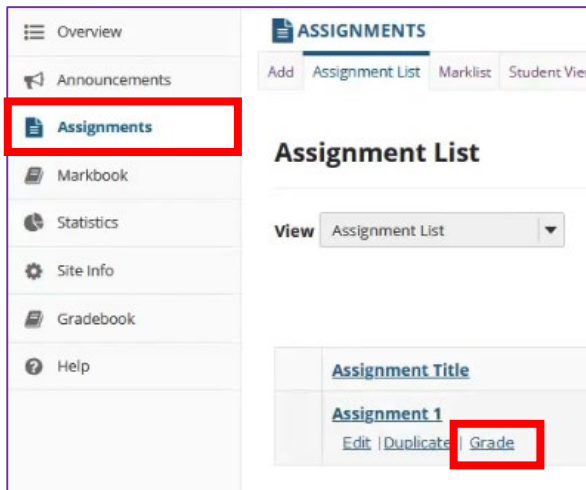 Overview
Announcements
Assignments
Markbook
Statistics
Site Info
Gradebook
Help
ASSIGNMENTS
Add Assignment List Marklist Student Vie
Assignment List
View Assignment List
Assignment Title
Assignment 1
Edit | Duplicate | Grade